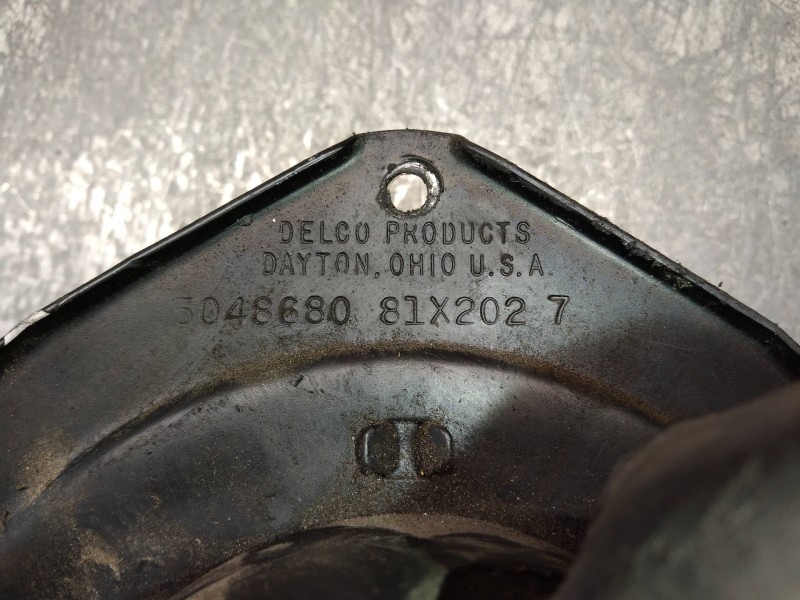 DELCO PRODUCTS
DAYTON, OHIO U.S.A.
5048680 81X202 7